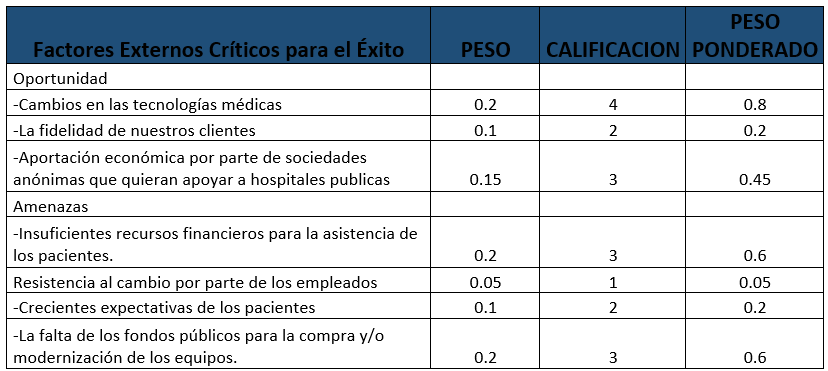 Factores Externos Críticos para el Éxito PESO CALIFICACION PESO PONDERADO
Oportunidad
-Cambios en las tecnologías médicas 0.2 4 0.8
-La fidelidad de nuestros clientes 0.1 2 0.2
-Aportación económica por parte de sociedades
anónimas que quieran apoyar a hospitales publicas 0.15 3 0.45
Amenazas
-Insuficientes recursos financieros para la asistencia de
los pacientes. 0.2 3 0.6
Resistencia al cambio por parte de los empleados 0.05 1 0.05
-Crecientes expectativas de los pacientes 0.1 2 0.2
-La falta de los fondos públicos para la compra y/o
modernización de los equipos. 0.2 3 0.6